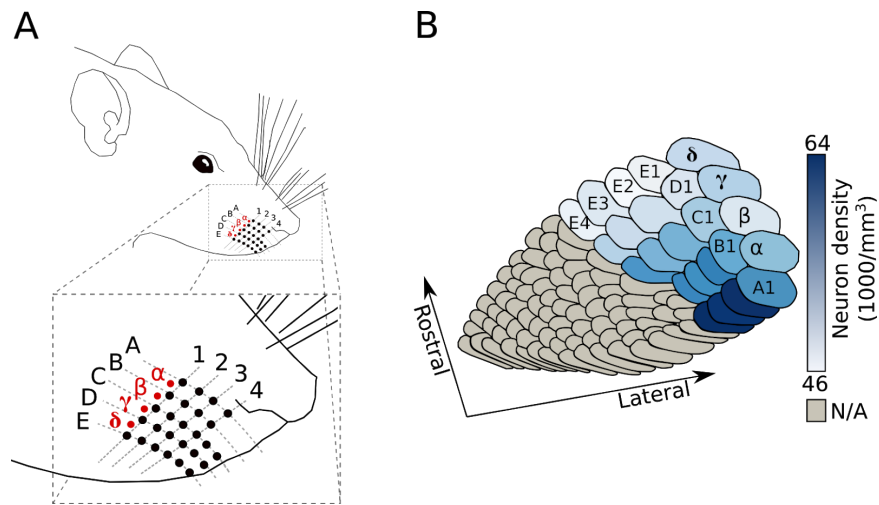 A
B
A
B
C
D
E
α
β
γ
δ
1
2
3
4
A
B
C
D
E
α
β
γ
δ
1
2
3
4
δ
E1
γ
E2
D1
E3
β
C1
E4
B1
α
A1
Rostral
Lateral
64
46
Neuron density
(1000/mm³)
N/A